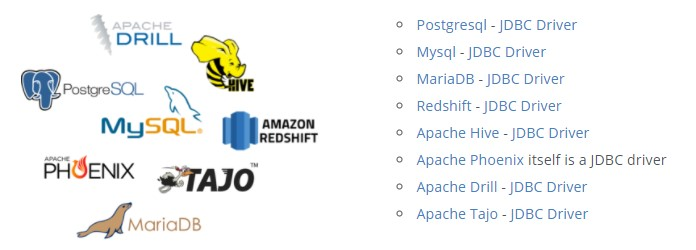 APACHE
DRILL
HIVE
PostgreSQL
MySQL®
AMAZON
REDSHIFT
APACHE
PHOENIX
TAJO™
MariaDB
Postgresql - JDBC Driver
Mysql - JDBC Driver
MariaDB - JDBC Driver
Redshift - JDBC Driver
Apache Hive - JDBC Driver
Apache Phoenix itself is a JDBC driver
Apache Drill - JDBC Driver
Apache Tajo - JDBC Driver